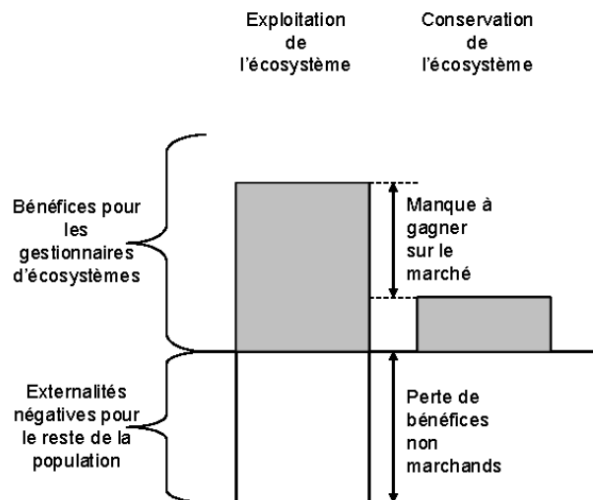 Exploitation
de
l'écosystème
Conservation
de
l'écosystème
Bénéfices pour
les
gestionnaires
d'écosystèmes
Manque à
gagner
sur le
marché
Externalités
négatives pour
le reste de la
population
Perte de
bénéfices
non
marchands